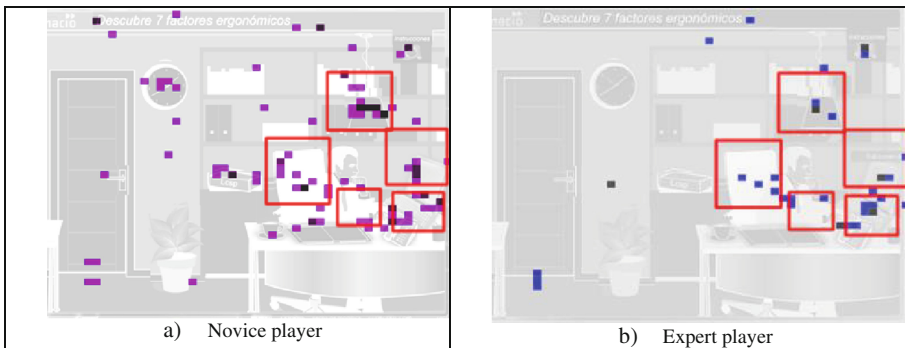 Descubre 7 factores ergonómicos
Descubre 7 factores ergonómicos
a) Novice player
b) Expert player